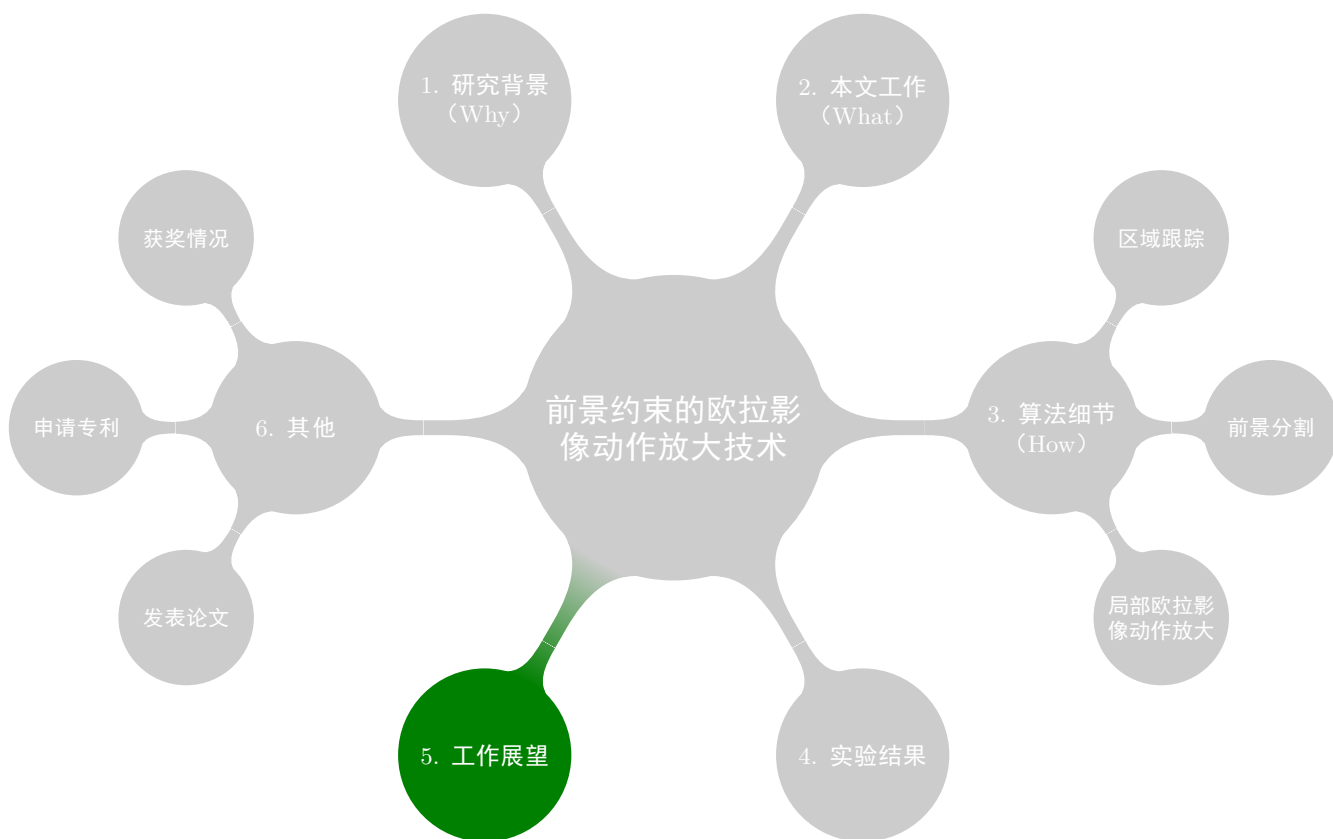 1. 研究背景
（Why）
2. 本文工作
（What）
获奖情况
区域跟踪
申请专利
6. 其他
前景约束的欧拉影
像动作放大技术
3. 算法细节
（How）
前景分割
发表论文
局部欧拉影
像动作放大
5. 工作展望
4. 实验结果